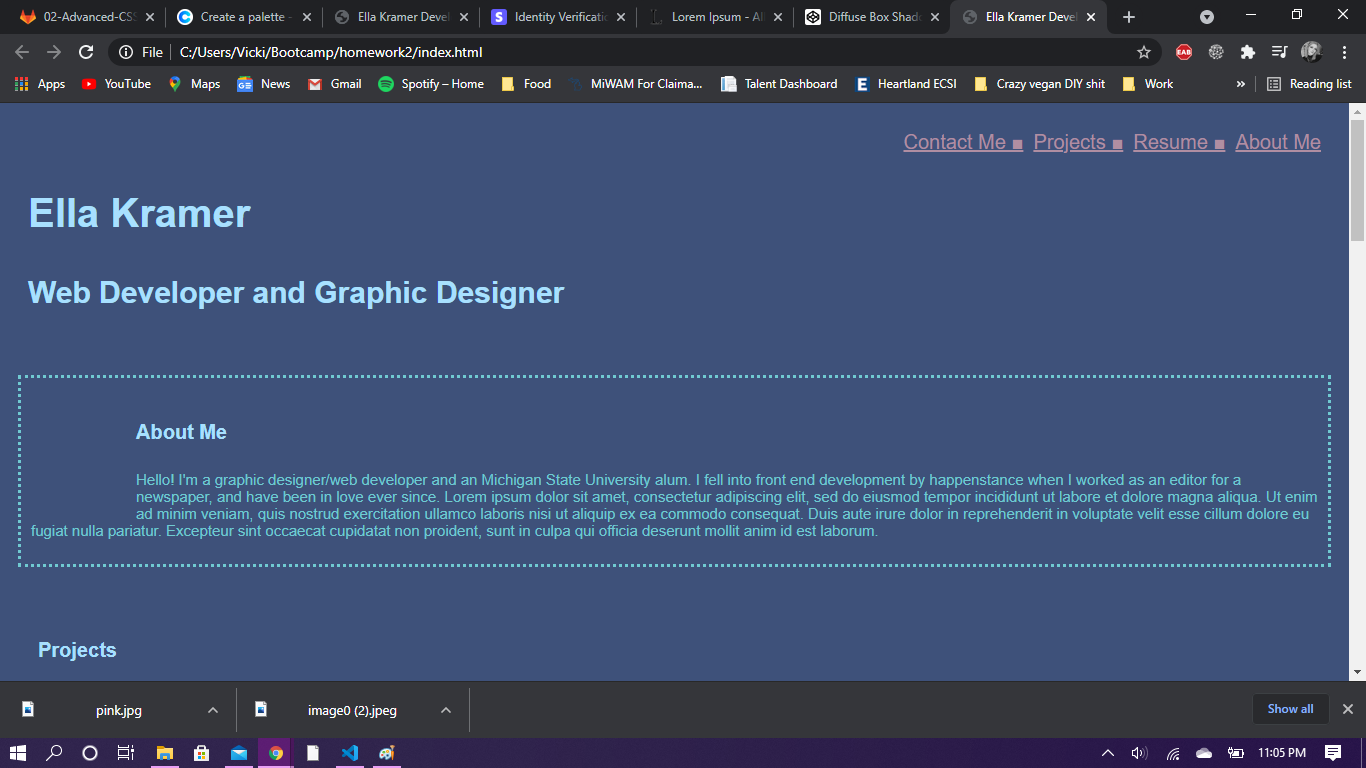 02-Advanced-CSS
Create a palette -
Ella Kramer Devel
Identity Verificatio
Lorem Ipsum - All
Diffuse Box Shado
Ella Kramer Devel
File
C:/Users/Vicki/Bootcamp/homework2/index.html
EAB
Apps
YouTube
Maps
News
Gmail
Spotify – Home
Food
MiWAM For Claima...
Talent Dashboard
Heartland ECSI
Crazy vegan DIY shit
Work
»
Reading list
Contact Me ■ Projects ■ Resume ■ About Me
Ella Kramer
Web Developer and Graphic Designer
About Me
Hello! I'm a graphic designer/web developer and an Michigan State University alum. I fell into front end development by happenstance when I worked as an editor for a
newspaper, and have been in love ever since. Lorem ipsum dolor sit amet, consectetur adipiscing elit, sed do eiusmod tempor incididunt ut labore et dolore magna aliqua. Ut enim
ad minim veniam, quis nostrud exercitation ullamco laboris nisi ut aliquip ex ea commodo consequat. Duis aute irure dolor in reprehenderit in voluptate velit esse cillum dolore eu
fugiat nulla pariatur. Excepteur sint occaecat cupidatat non proident, sunt in culpa qui officia deserunt mollit anim id est laborum.
Projects
pink.jpg
image0 (2).jpeg
Show all
11:05 PM